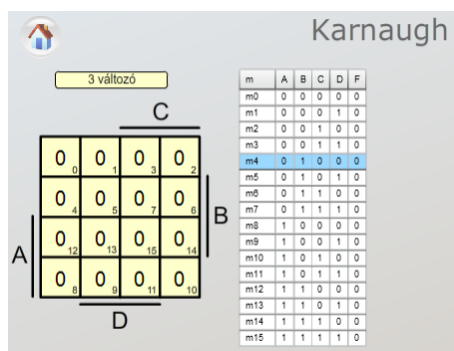 Karnaugh
3 változó
C
0 0 0 1 0 3 0 2
0 4 0 5 0 7 0 6
B
0 12 0 13 0 15 0 14
A
0 8 0 9 0 11 0 10
D
m A B C D F
m0 0 0 0 0 0
m1 0 0 0 1 0
m2 0 0 1 0 0
m3 0 0 1 1 0
m4 0 1 0 0 0
m5 0 1 0 1 0
m6 0 1 1 0 0
m7 0 1 1 1 0
m8 1 0 0 0 0
m9 1 0 0 1 0
m10 1 0 1 0 0
m11 1 0 1 1 0
m12 1 1 0 0 0
m13 1 1 0 1 0
m14 1 1 1 0 0
m15 1 1 1 1 0